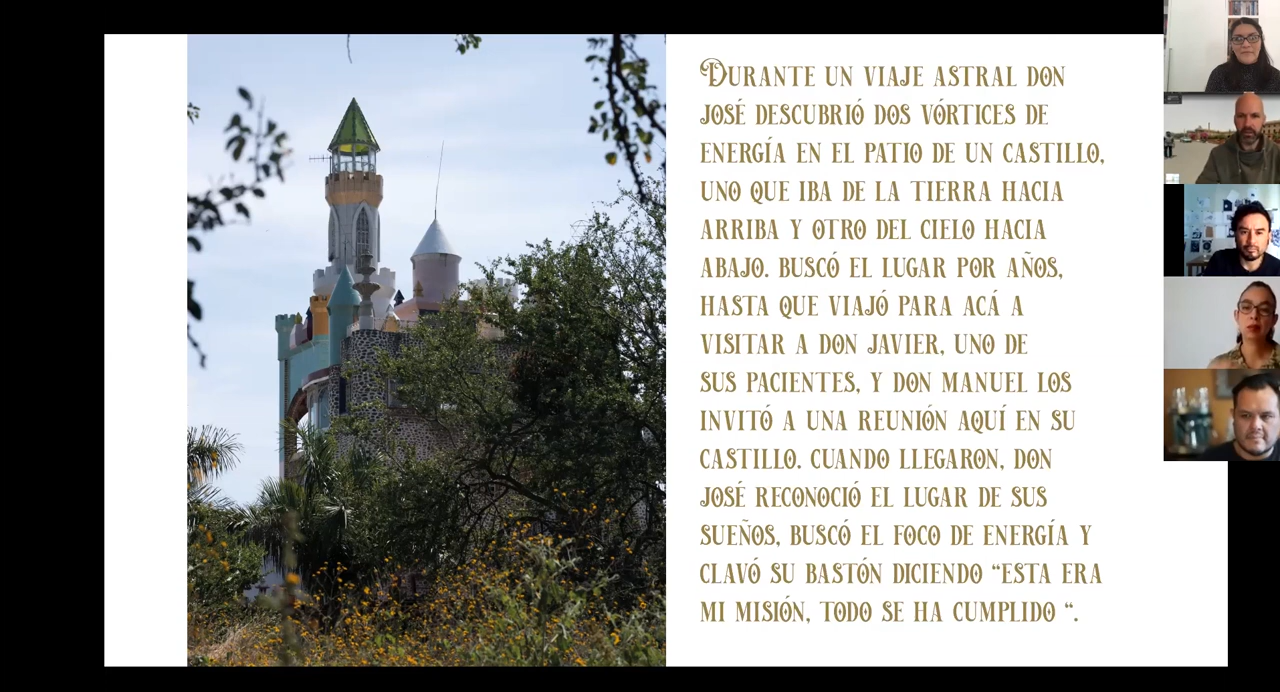 DURANTE UN VIAJE ASTRAL DON
JOSÉ DESCUBRIÓ DOS VÓRTICES DE
ENERGÍA EN EL PATIO DE UN CASTILLO,
UNO QUE IBA DE LA TIERRA HACIA
ARRIBA Y OTRO DEL CIELO HACIA
ABAJO. BUSCÓ EL LUGAR POR AÑOS,
HASTA QUE VIAJÓ PARA ACÁ A
VISITAR A DON JAVIER, UNO DE
SUS PACIENTES, Y DON MANUEL LOS
INVITÓ A UNA REUNIÓN AQUÍ EN SU
CASTILLO. CUANDO LLEGARON, DON
JOSÉ RECONOCIÓ EL LUGAR DE SUS
SUEÑOS, BUSCÓ EL FOCO DE ENERGÍA Y
CLAVÓ SU BASTÓN DICIENDO “ESTA ERA
MI MISIÓN, TODO SE HA CUMPLIDO “.